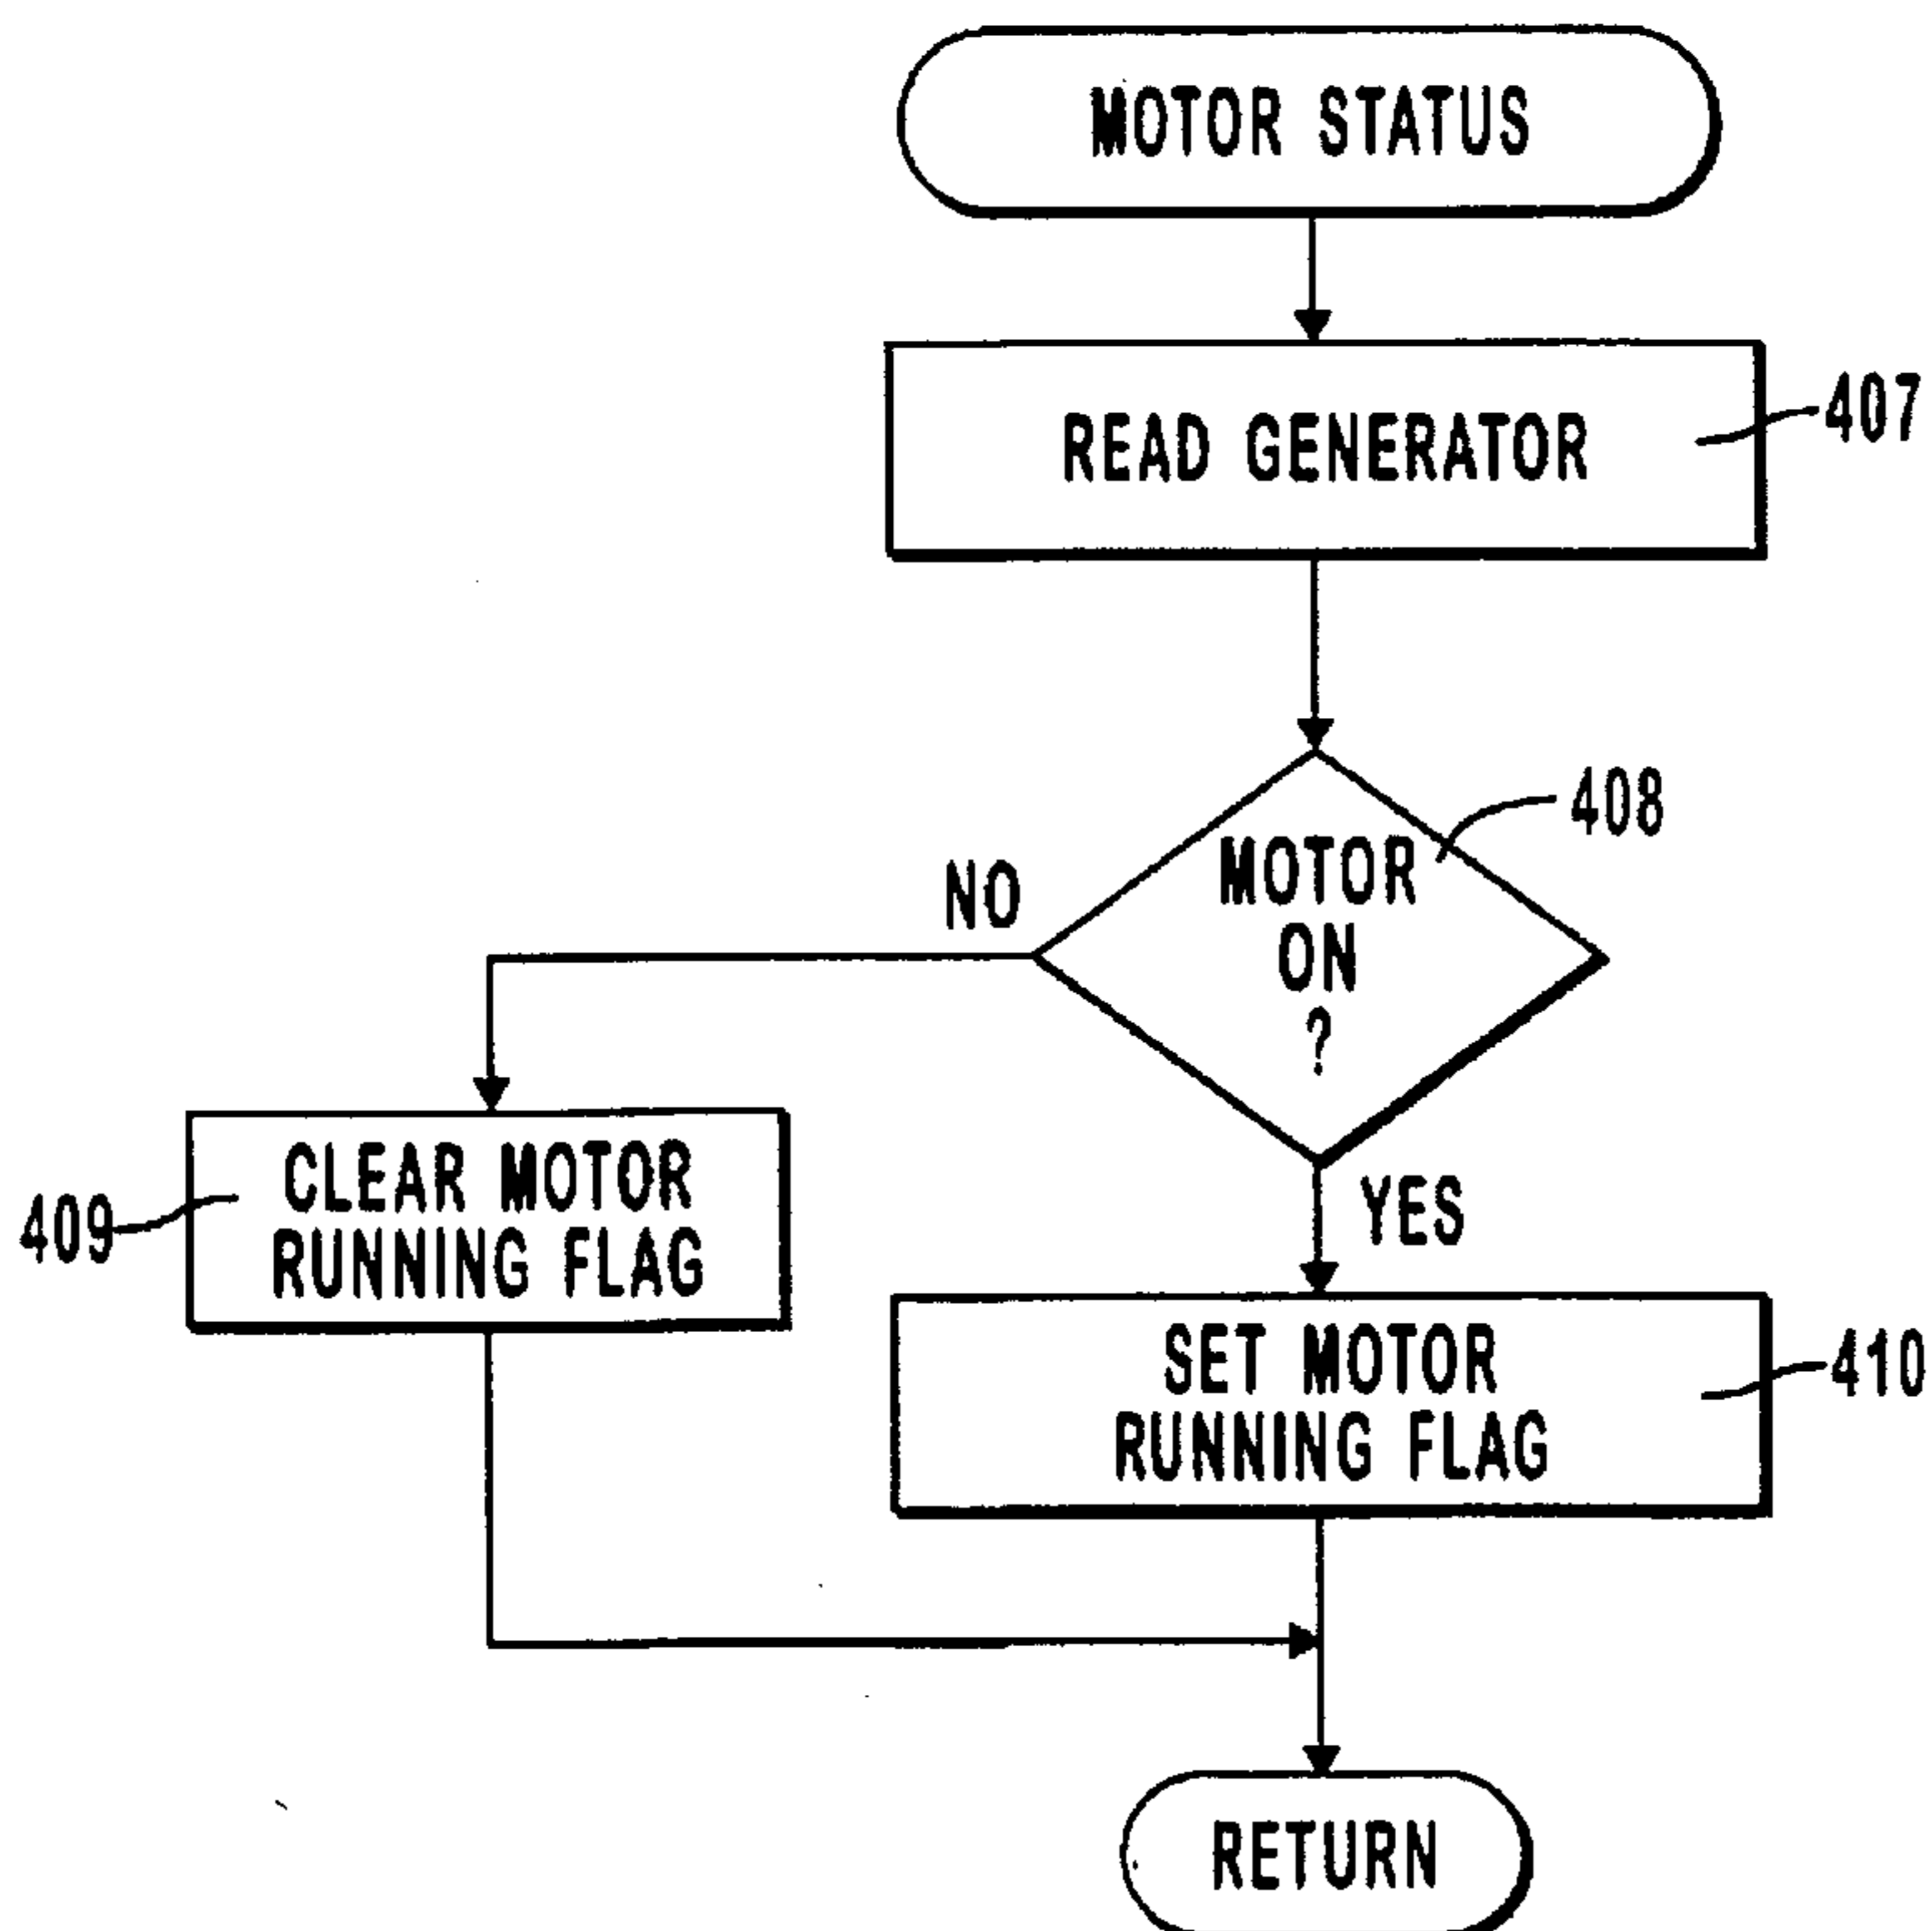 MOTOR STATUS
READ GENERATOR
407
408
MOTOR
ON
?
NO
YES
409
CLEAR MOTOR
RUNNING FLAG
SET MOTOR
RUNNING FLAG
410
RETURN